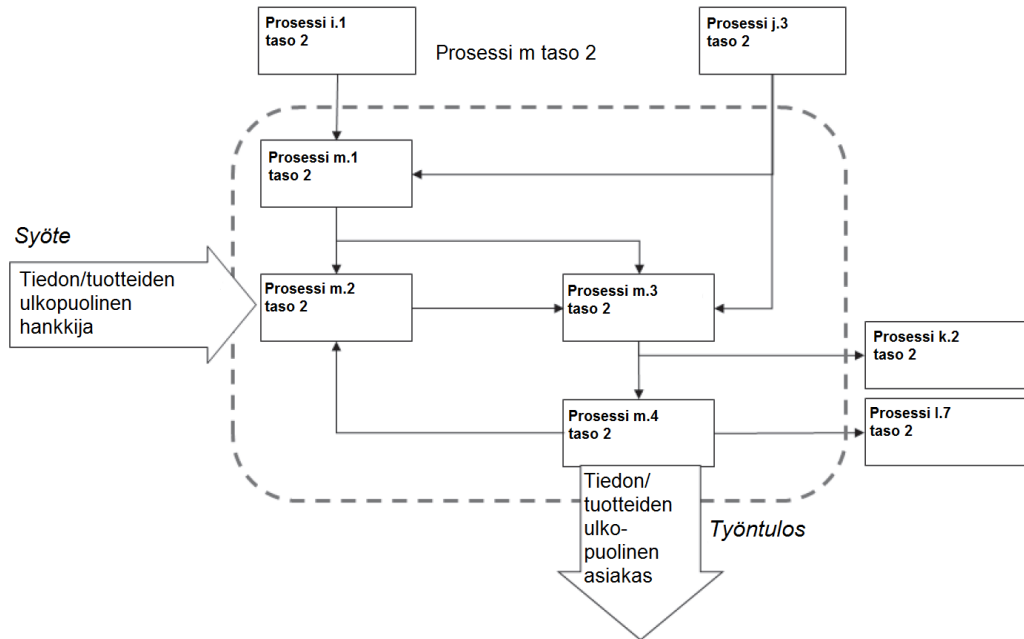 Prosessi i.1
taso 2
Prosessi m taso 2
Prosessi j.3
taso 2
Prosessi m.1
taso 2
Syöte
Tiedon/tuotteiden
ulkopuolinen
hankkija
Prosessi m.2
taso 2
Prosessi m.3
taso 2
Prosessi k.2
taso 2
Prosessi m.4
taso 2
Prosessi l.7
taso 2
Tiedon/
tuotteiden
ulko-
puolinen
asiakas
Työntulos